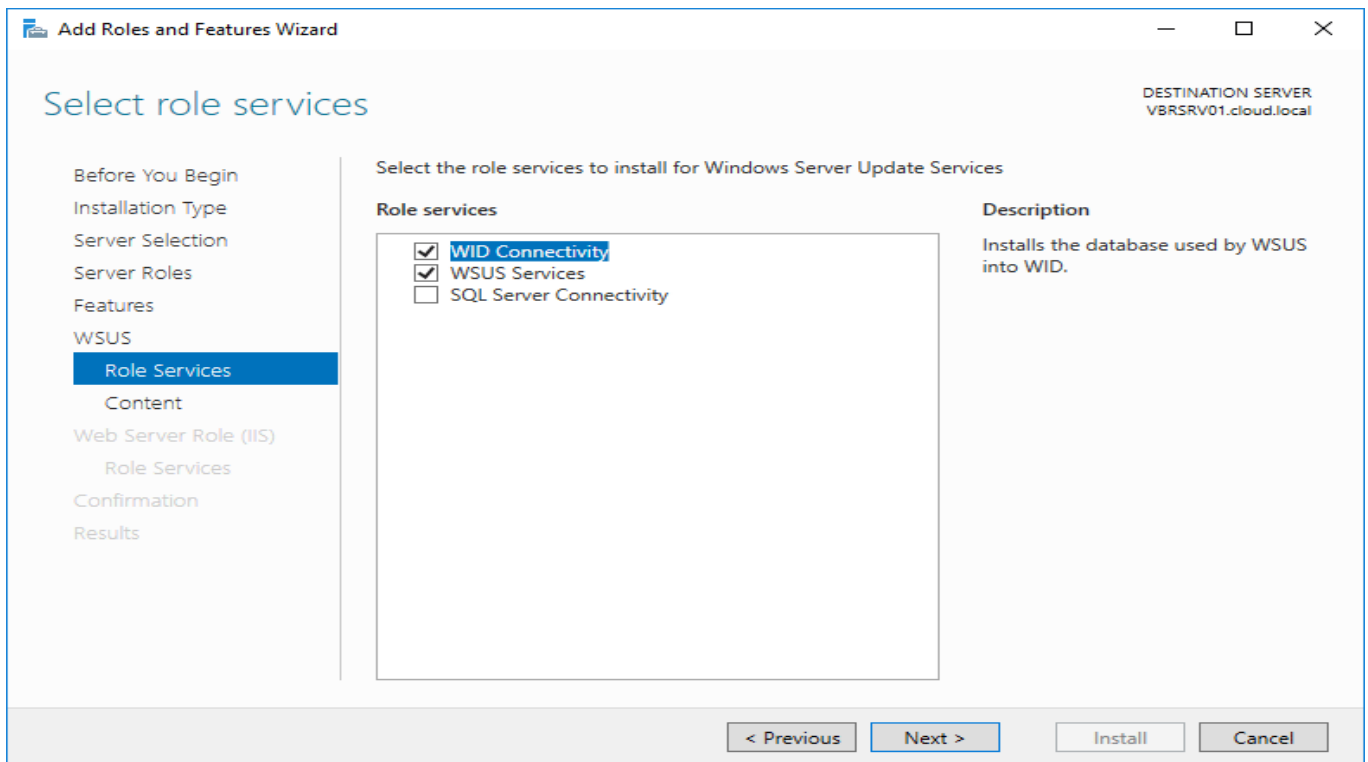 Add Roles and Features Wizard
Select role services
DESTINATION SERVER
VBRSRV01.cloud.local
Before You Begin
Installation Type
Server Selection
Server Roles
Features
WSUS
Role Services
Content
Web Server Role (IIS)
Role Services
Confirmation
Results
Select the role services to install for Windows Server Update Services
Role services
WID Connectivity
WSUS Services
SQL Server Connectivity
Description
Installs the database used by WSUS
into WID.
< Previous
Next >
Install
Cancel